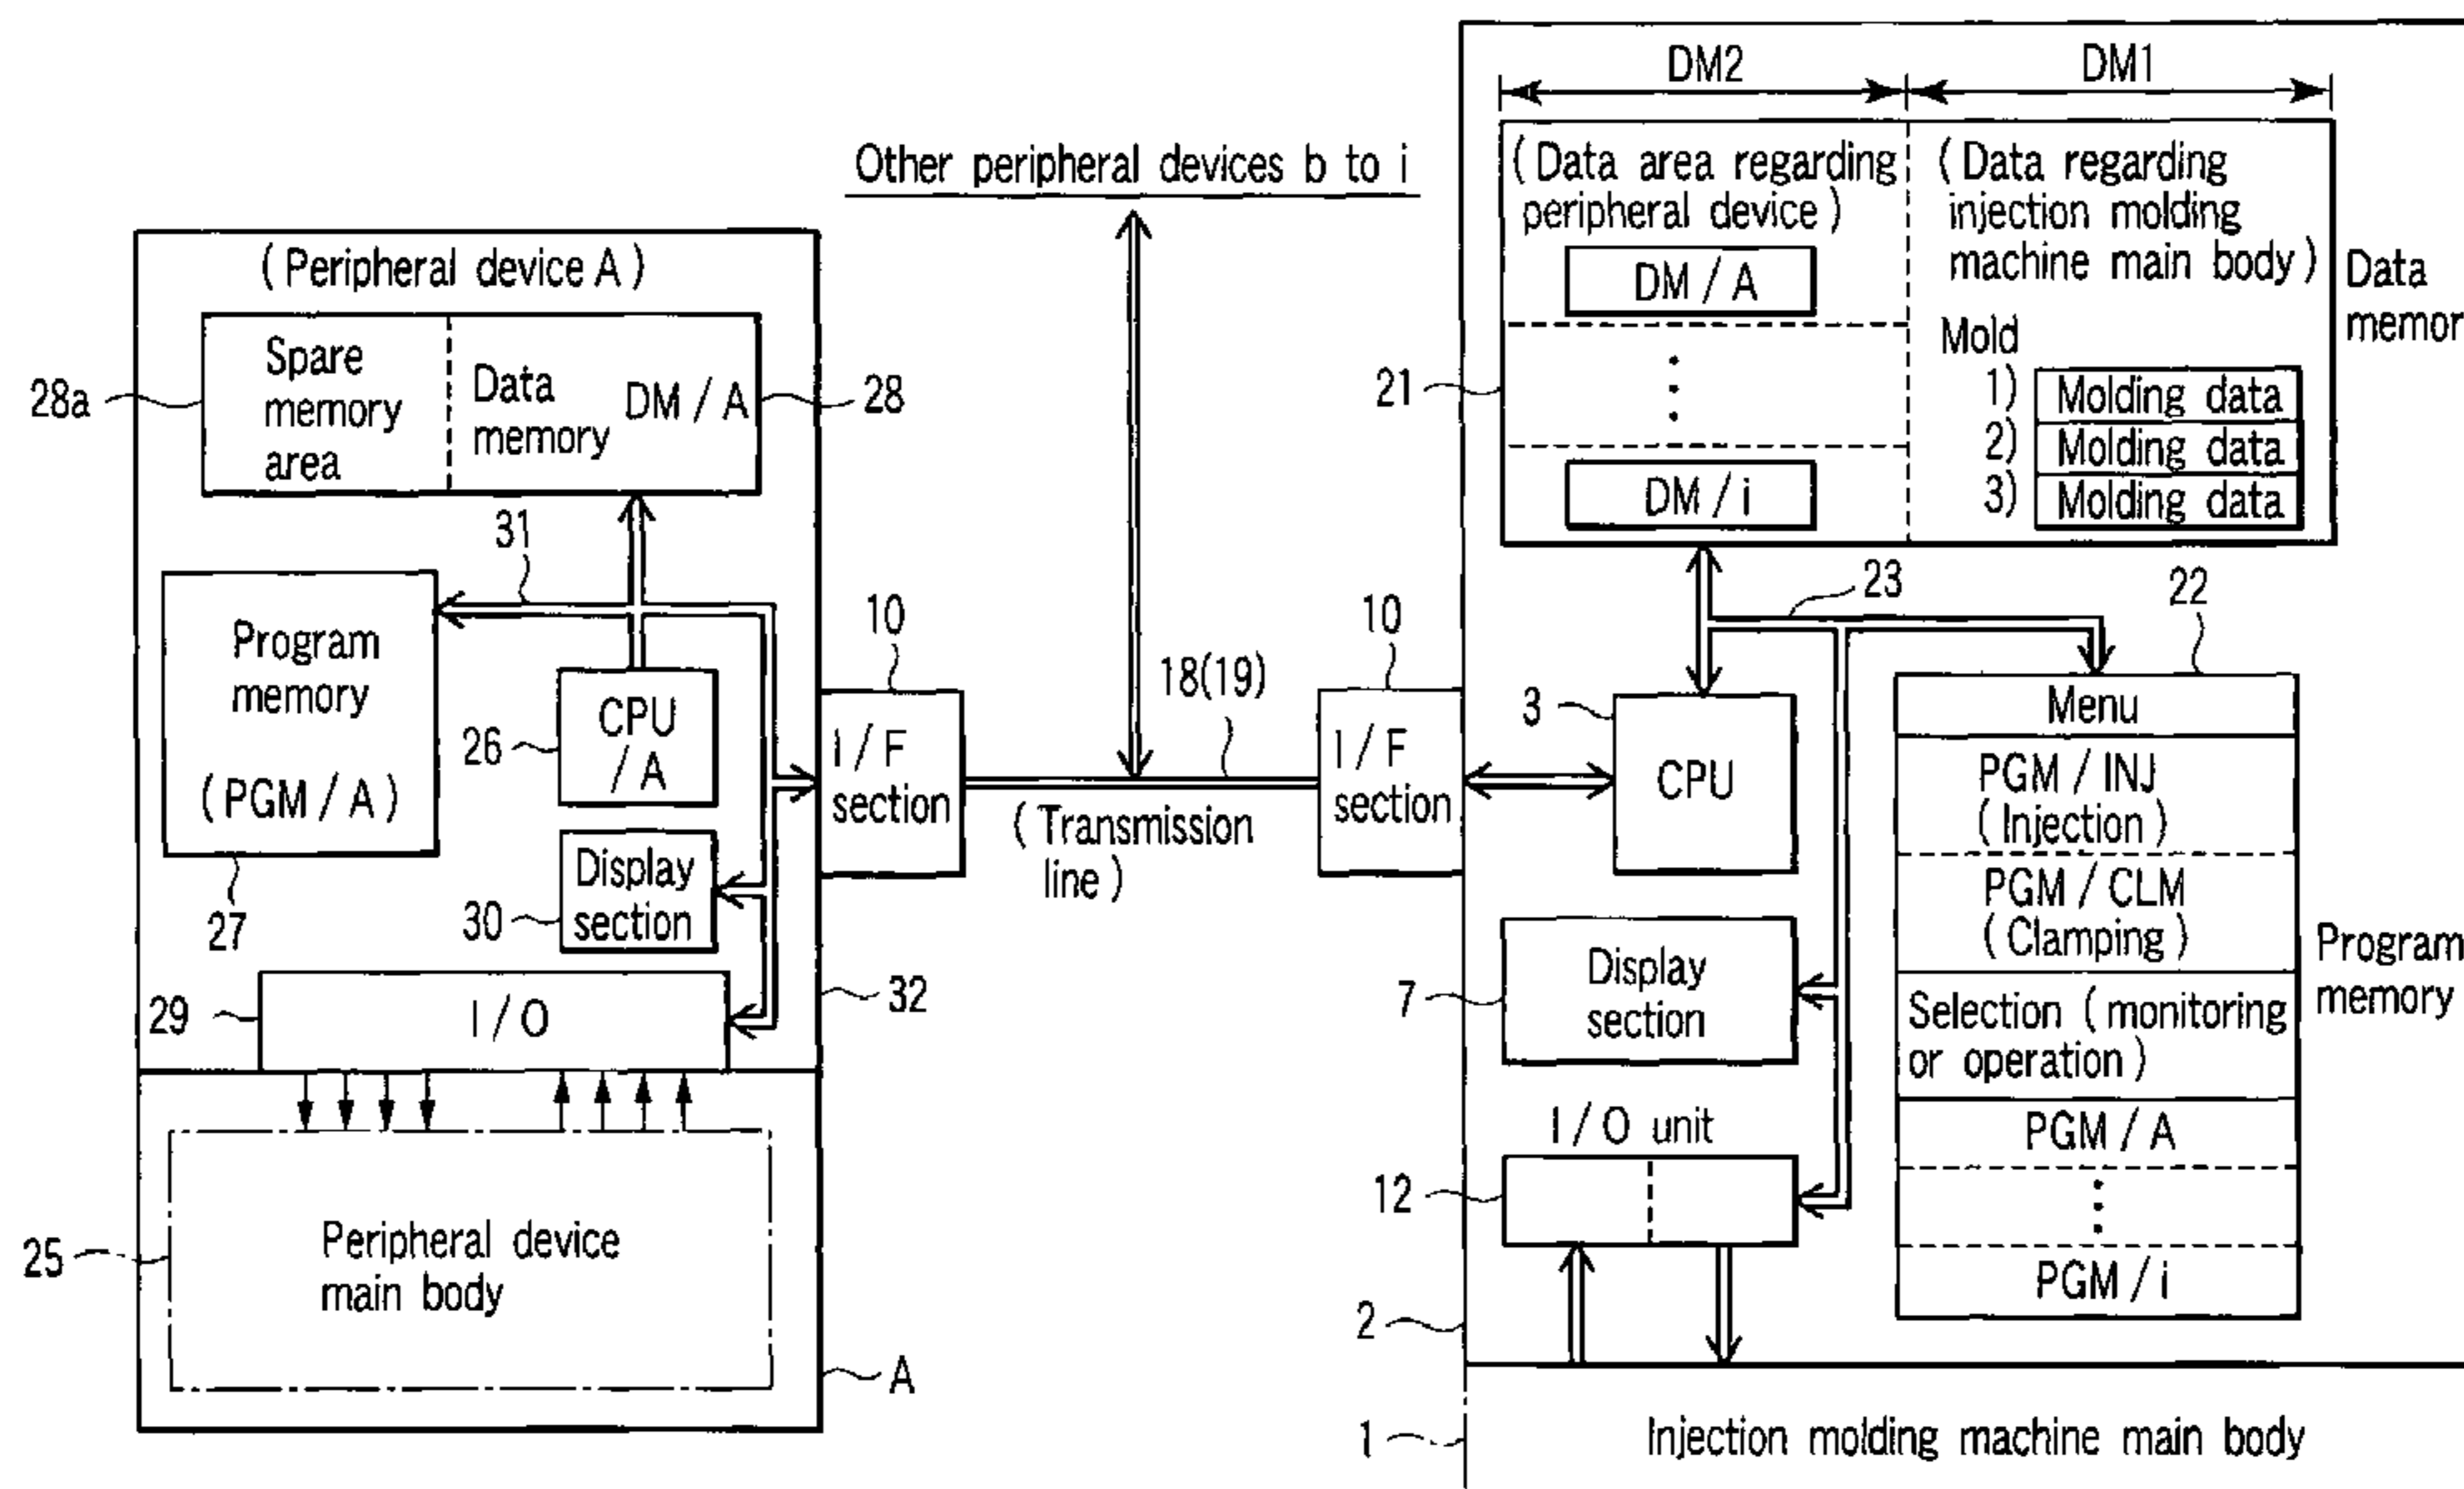 DM2
DM1
(Data area regarding
peripheral device)
(Data regarding
injection molding
machine main body)
DM/A
DM/i
Mold
1) Molding data
2) Molding data
3) Molding data
Data
memor
21
Other peripheral devices b to i
(Peripheral device A)
Spare
memory
area
Data
memory
DM/A
28a
28
31
Program
memory
(PGM/A)
27
CPU
/A
26
Display
section
30
I/O
29
32
Peripheral device
main body
25
A
10
I/F
section
18(19)
(Transmission
line)
10
I/F
section
3
CPU
23
22
Menu
PGM/INJ
(Injection)
PGM/CLM
(Clamping)
Selection (monitoring
or operation)
PGM/A
PGM/i
Program
memory
7
Display
section
I/O unit
12
2
1
Injection molding machine main body